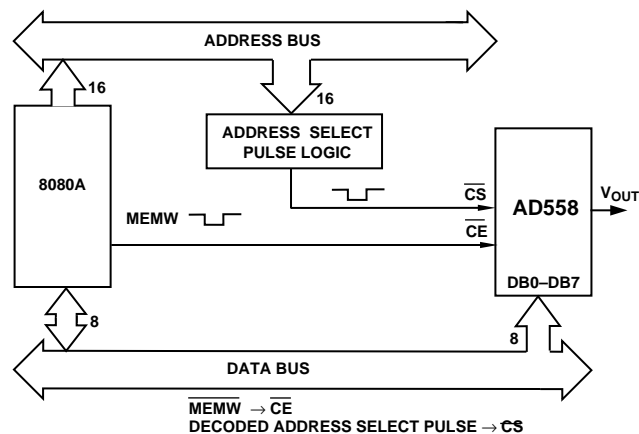 ADDRESS BUS
16
16
ADDRESS SELECT
PULSE LOGIC
8080A
CS
VOUT
AD558
MEMW
CE
DB0–DB7
8
8
DATA BUS
MEMW → CE
DECODED ADDRESS SELECT PULSE → CS